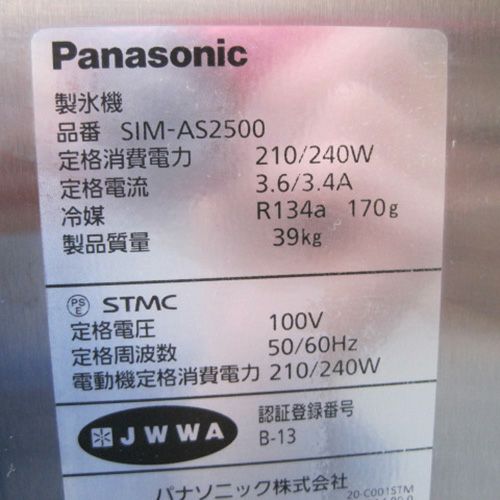 Panasonic
製氷機
品番 SIM-AS2500
定格消費電力 210/240W
定格電流 3.6/3.4A
冷媒 R134a 170g
製品質量 39kg
PS E STMC
定格電圧 100V
定格周波数 50/60Hz
電動機定格消費電力 210/240W
JWWA 認証登録番号
B-13
パナソニック株式会社 20-C001STM